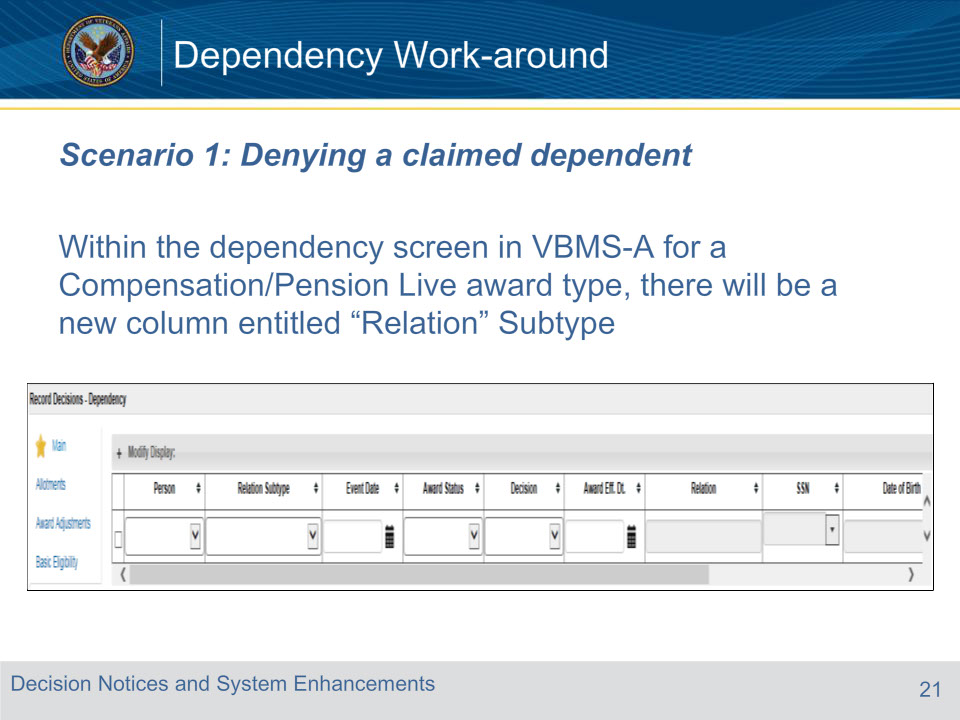 Dependency Work-around
Scenario 1: Denying a claimed dependent
Within the dependency screen in VBMS-A for a
Compensation/Pension Live award type, there will be a
new column entitled “Relation” Subtype
Record Decisions - Dependency
Main
Allotments
Award Adjustments
Basic Eligibility
+ Modify Display:
Person Relation Subtype Event Date Award Status Decision Award Eff. Dt. Relation SSN Date of Birth
Decision Notices and System Enhancements
21